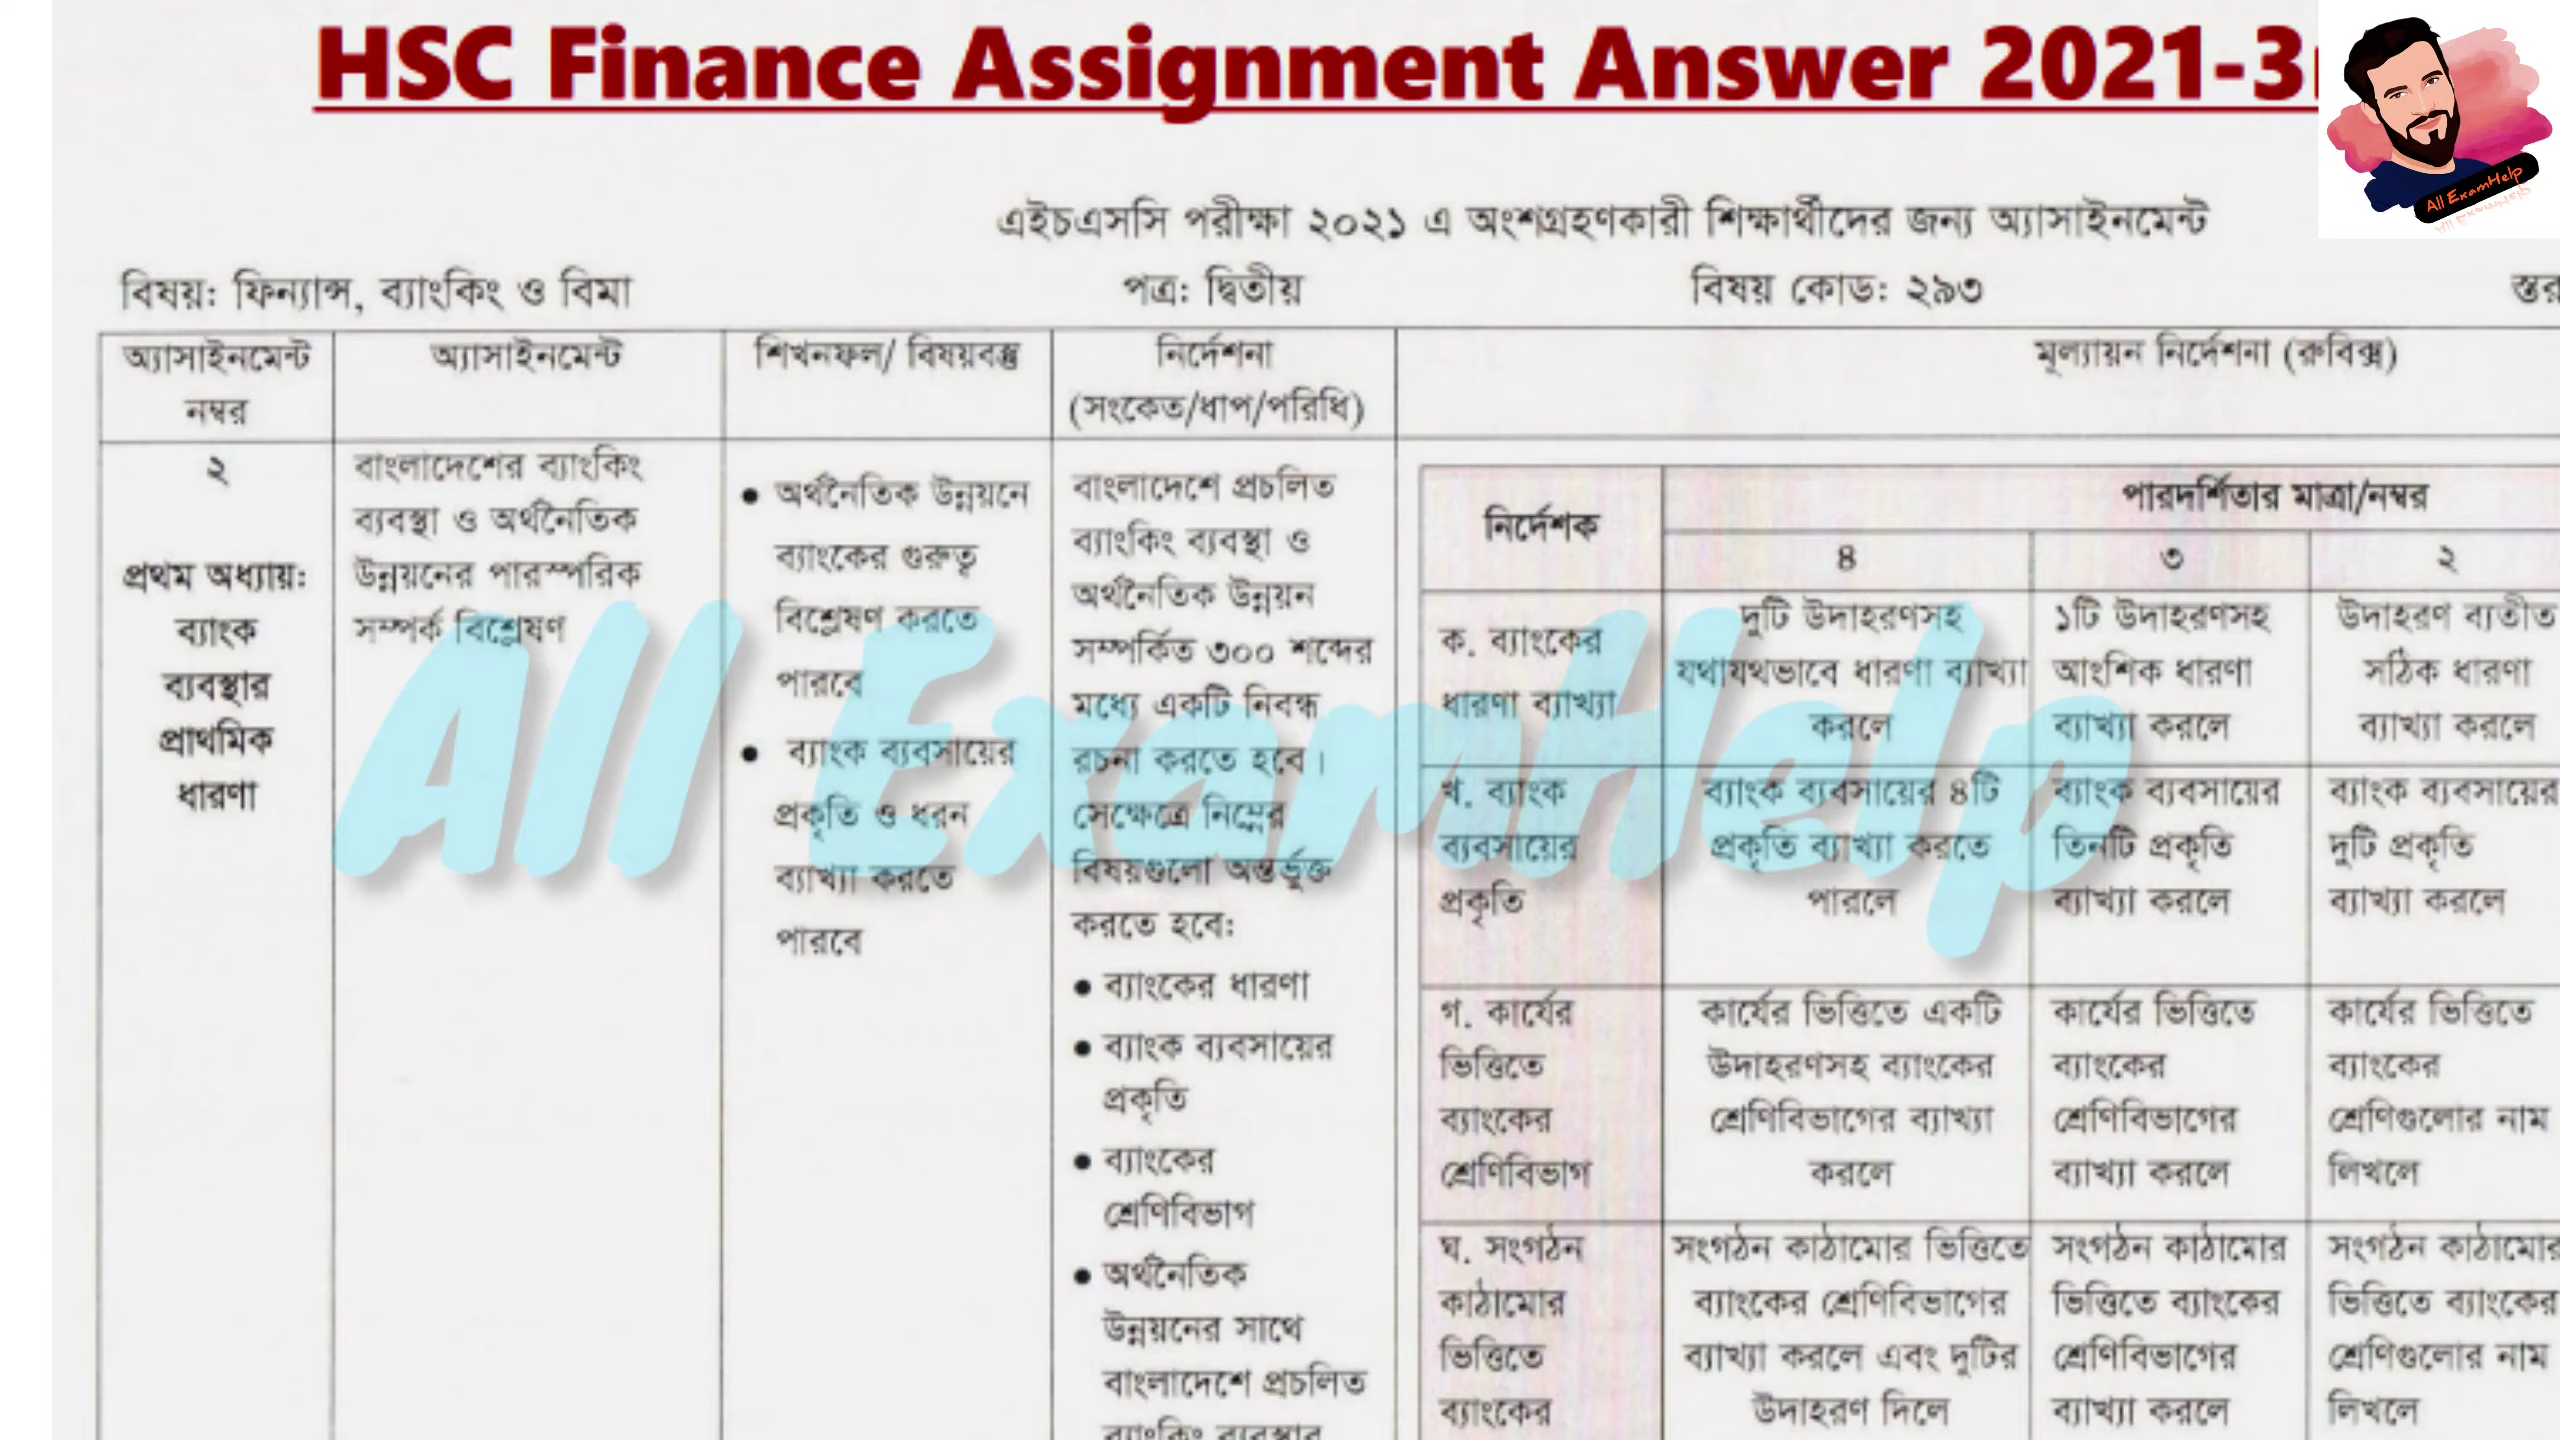 HSC Finance Assignment Answer 2021-3
All ExamHelp
এইচএসসি পরীক্ষা ২০২১ এ অংশগ্রহণকারী শিক্ষার্থীদের জন্য অ্যাসাইনমেন্ট
বিষয়: ফিন্যান্স, ব্যাংকিং ও বিমা পত্র: দ্বিতীয় বিষয় কোড: ২৯৩ স্তর
অ্যাসাইনমেন্ট
নম্বর
অ্যাসাইনমেন্ট
শিখনফল/ বিষয়বস্তু
নির্দেশনা
(সংকেত/ধাপ/পরিধি)
মূল্যায়ন নির্দেশনা (রুবিক্স)
২
প্রথম অধ্যায়:
ব্যাংক
ব্যবস্থার
প্রাথমিক
ধারণা
বাংলাদেশের ব্যাংকিং
ব্যবস্থা ও অর্থনৈতিক
উন্নয়নের পারস্পরিক
সম্পর্ক বিশ্লেষণ
● অর্থনৈতিক উন্নয়নে
ব্যাংকের গুরুত্ব
বিশ্লেষণ করতে
পারবে
● ব্যাংক ব্যবসায়ের
প্রকৃতি ও ধরন
ব্যাখ্যা করতে
পারবে
বাংলাদেশে প্রচলিত
ব্যাংকিং ব্যবস্থা ও
অর্থনৈতিক উন্নয়ন
সম্পর্কিত ৩০০ শব্দের
মধ্যে একটি নিবন্ধ
রচনা করতে হবে।
সেক্ষেত্রে নিম্নের
বিষয়গুলো অন্তর্ভুক্ত
করতে হবে:
● ব্যাংকের ধারণা
● ব্যাংক ব্যবসায়ের
প্রকৃতি
● ব্যাংকের
শ্রেণিবিভাগ
● অর্থনৈতিক
উন্নয়নের সাথে
বাংলাদেশে প্রচলিত
ব্যাংকিং ব্যবস্থার
নির্দেশক
পারদর্শিতার মাত্রা/নম্বর
৪ ৩ ২
ক. ব্যাংকের
ধারণা ব্যাখ্যা
দুটি উদাহরণসহ
যথাযথভাবে ধারণা ব্যাখ্যা
করলে
১টি উদাহরণসহ
আংশিক ধারণা
ব্যাখ্যা করলে
উদাহরণ ব্যতীত
সঠিক ধারণা
ব্যাখ্যা করলে
খ. ব্যাংক
ব্যবসায়ের
প্রকৃতি
ব্যাংক ব্যবসায়ের ৪টি
প্রকৃতি ব্যাখ্যা করতে
পারলে
ব্যাংক ব্যবসায়ের
তিনটি প্রকৃতি
ব্যাখ্যা করলে
ব্যাংক ব্যবসায়ের
দুটি প্রকৃতি
ব্যাখ্যা করলে
গ. কার্যের
ভিত্তিতে
ব্যাংকের
শ্রেণিবিভাগ
কার্যের ভিত্তিতে একটি
উদাহরণসহ ব্যাংকের
শ্রেণিবিভাগের ব্যাখ্যা
করলে
কার্যের ভিত্তিতে
ব্যাংকের
শ্রেণিবিভাগের
ব্যাখ্যা করলে
কার্যের ভিত্তিতে
ব্যাংকের
শ্রেণিগুলোর নাম
লিখলে
ঘ. সংগঠন
কাঠামোর
ভিত্তিতে
ব্যাংকের
সংগঠন কাঠামোর ভিত্তিতে
ব্যাংকের শ্রেণিবিভাগের
ব্যাখ্যা করলে এবং দুটির
উদাহরণ দিলে
সংগঠন কাঠামোর
ভিত্তিতে ব্যাংকের
শ্রেণিবিভাগের
ব্যাখ্যা করলে
সংগঠন কাঠামোর
ভিত্তিতে ব্যাংকের
শ্রেণিগুলোর নাম
লিখলে
All ExamHelp